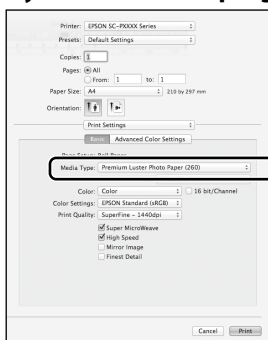 Printer: EPSON SC-PXXXX Series
Presets: Default Settings
Copies: 1
Pages: All
From: 1 to: 1
Paper Size: A4 210 by 297 mm
Orientation:
Print Settings
Basic Advanced Color Settings
Page Setup: Roll Paper
Media Type: Premium Luster Photo Paper (260)
Color: Color 16 bit/Channel
Color Settings: EPSON Standard (sRGB)
Print Quality: SuperFine - 1440dpi
Super MicroWeave
High Speed
Mirror Image
Finest Detail
Cancel Print